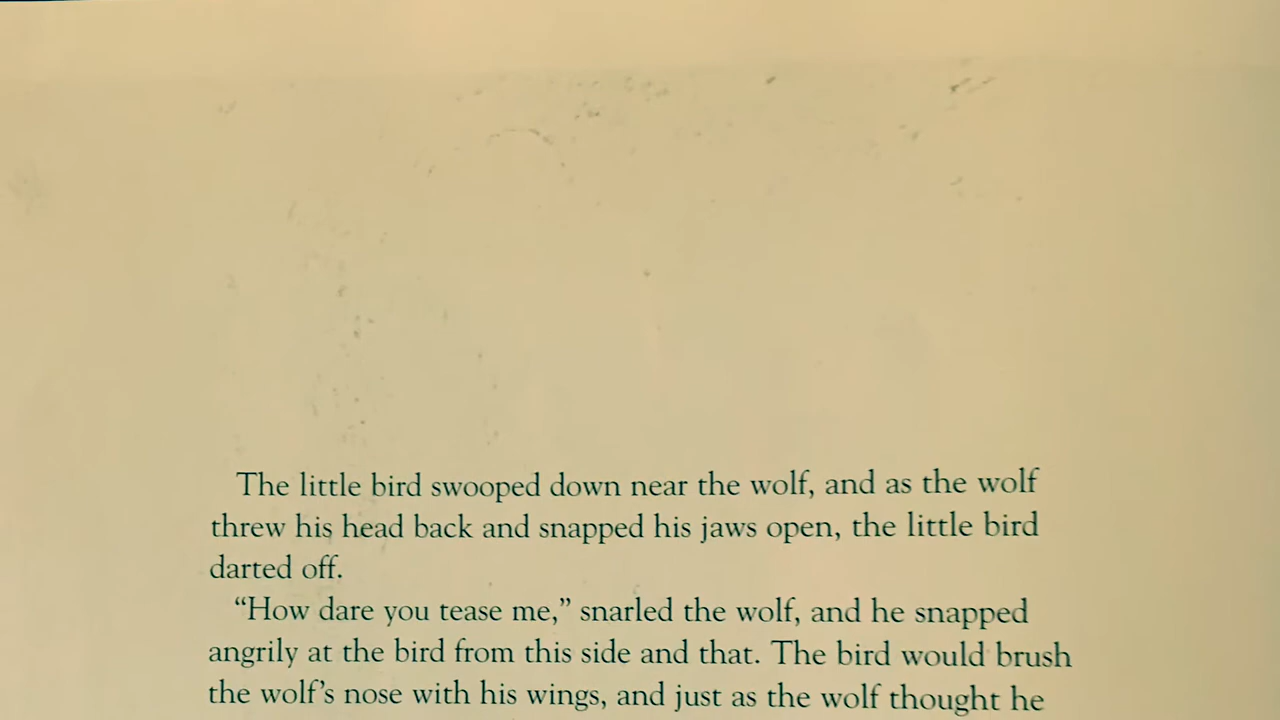 The little bird swooped down near the wolf, and as the wolf
threw his head back and snapped his jaws open, the little bird
darted off.
“How dare you tease me,” snarled the wolf, and he snapped
angrily at the bird from this side and that. The bird would brush
the wolf’s nose with his wings, and just as the wolf thought he